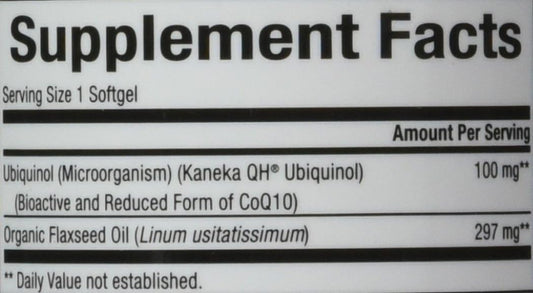 Supplement Facts
Serving Size 1 Softgel
Amount Per Serving
Ubiquinol (Microorganism) (Kaneka QH® Ubiquinol) 100 mg**
(Bioactive and Reduced Form of CoQ10)
Organic Flaxseed Oil (Linum usitatissimum) 297 mg**
** Daily Value not established.